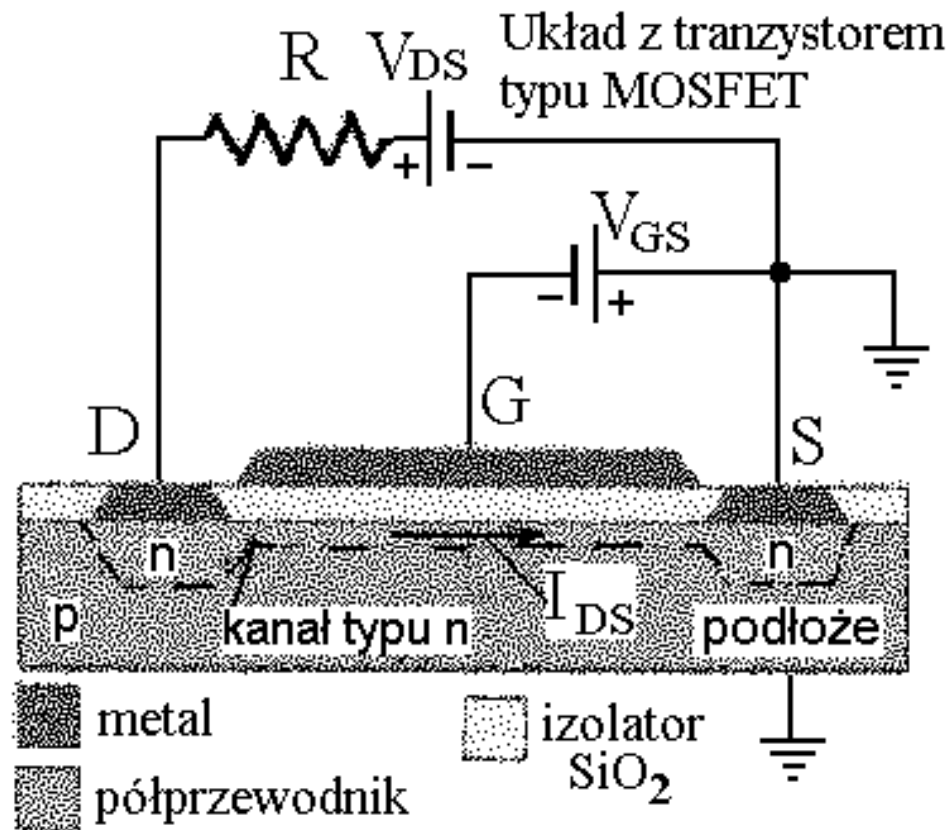 Układ z tranzystorem
typu MOSFET
R
VDS
+ -
VGS
- +
D
G
S
n
n
p
kanał typu n
IDS
podłoże
metal
izolator
SiO2
półprzewodnik